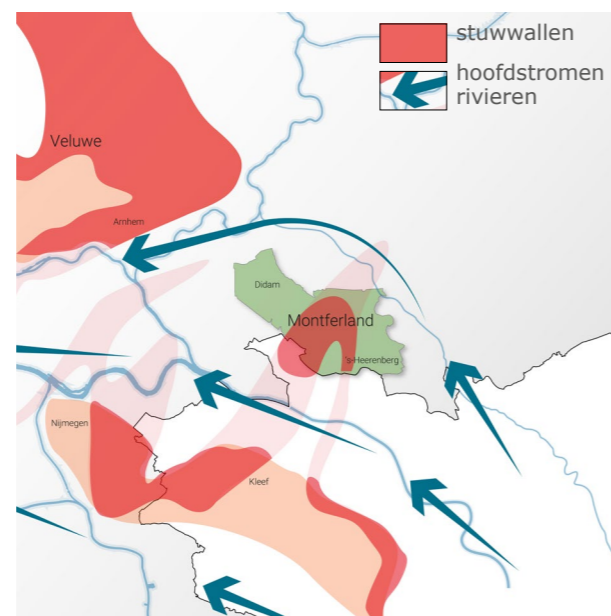 stuwwallen
hoofdstromen
rivieren
Veluwe
Arnhem
Didam
Montferland
's-Heerenberg
Nijmegen
Kleef